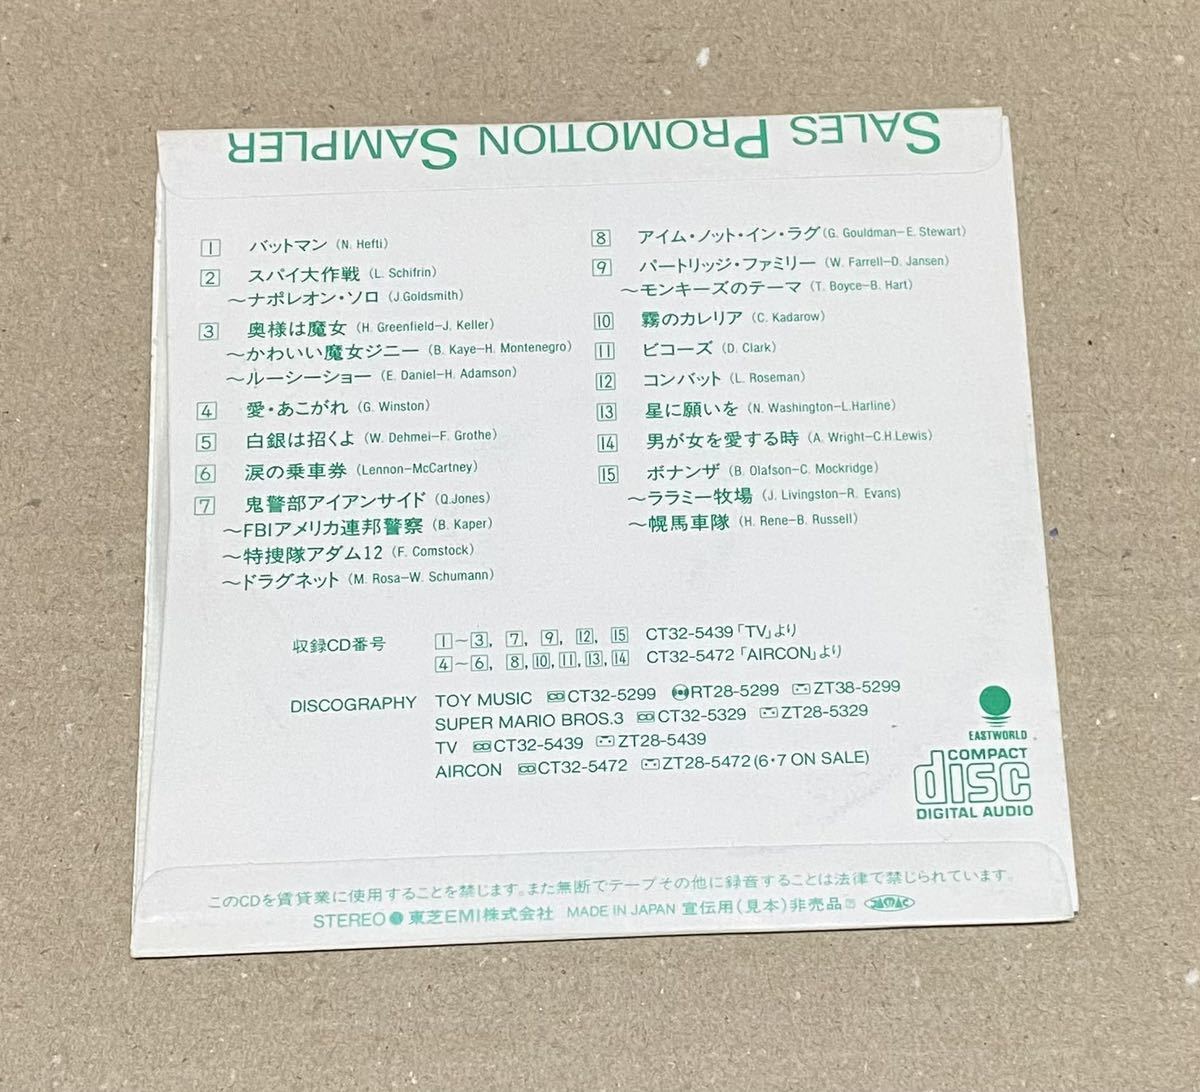 SALES PROMOTION SAMPLER
1 バットマン (N. Hefti)
2 スパイ大作戦 (L. Schifrin)
～ナポレオン・ソロ (J.Goldsmith)
3 奥様は魔女 (H. Greenfield-J. Keller)
～かわいい魔女ジニー (B. Kaye-H. Montenegro)
～ルーシーショー (E. Daniel-H. Adamson)
4 愛・あこがれ (G. Winston)
5 白銀は招くよ (W. Dehmei-F. Grothe)
6 涙の乗車券 (Lennon-McCartney)
7 鬼警部アイアンサイド (Q.Jones)
～FBIアメリカ連邦警察 (B. Kaper)
～特捜隊アダム12 (F. Comstock)
～ドラグネット (M. Rosa-W. Schumann)
8 アイム・ノット・イン・ラグ (G. Gouldman-E. Stewart)
9 パートリッジ・ファミリー (W. Farrell-D. Jansen)
～モンキーズのテーマ (T. Boyce-B. Hart)
10 霧のカレリア (C. Kadarow)
11 ビコーズ (D. Clark)
12 コンバット (L. Roseman)
13 星に願いを (N. Washington-L.Harline)
14 男が女を愛する時 (A. Wright-C.H.Lewis)
15 ボナンザ (B. Olafson-C. Mockridge)
～ララミー牧場 (J. Livingston-R. Evans)
～幌馬車隊 (H. Rene-B. Russell)
収録CD番号 1～3, 7, 9, 12, 15 CT32-5439「TV」より
4～6, 8, 10, 11, 13, 14 CT32-5472「AIRCON」より
DISCOGRAPHY TOY MUSIC CD CT32-5299 RT28-5299 ZT38-5299
SUPER MARIO BROS.3 CD CT32-5329 ZT28-5329
TV CD CT32-5439 ZT28-5439
AIRCON CD CT32-5472 ZT28-5472 (6・7 ON SALE)
EASTWORLD
COMPACT
disc
DIGITAL AUDIO
このCDを賃貸業に使用することを禁じます。また無断でテープその他に録音することは法律で禁じられています。
STEREO 東芝EMI株式会社 MADE IN JAPAN 宣伝用(見本)非売品 JASRAC